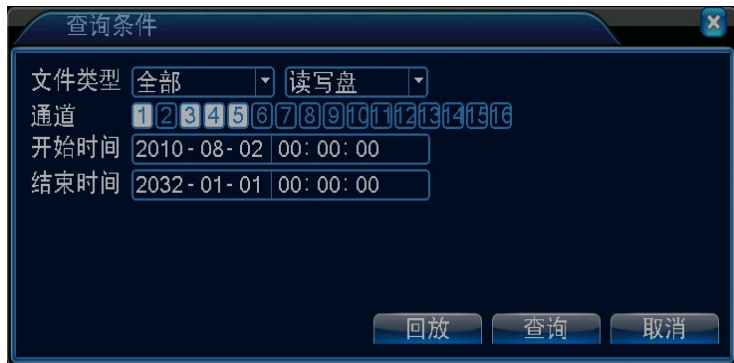 查询条件
文件类型 全部 读写盘
通道 1 2 3 4 5 6 7 8 9 10 11 12 13 14 15 16
开始时间 2010-08-02 00:00:00
结束时间 2032-01-01 00:00:00
回放 查询 取消